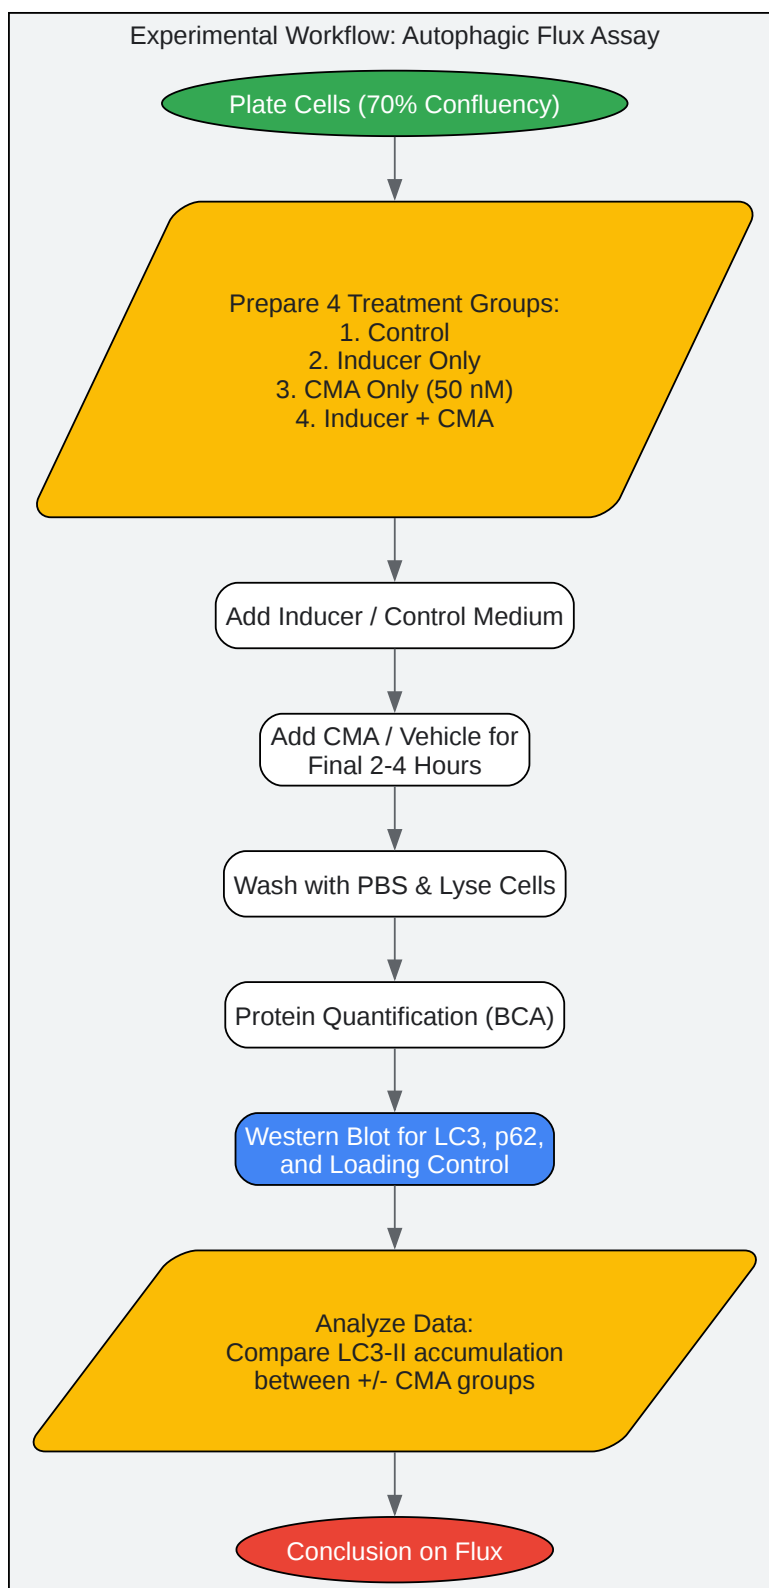 Experimental Workflow: Autophagic Flux Assay
Plate Cells (70% Confluency)
Prepare 4 Treatment Groups:
1. Control
2. Inducer Only
3. CMA Only (50 nM)
4. Inducer + CMA
Add Inducer / Control Medium
Add CMA / Vehicle for
Final 2-4 Hours
Wash with PBS & Lyse Cells
Protein Quantification (BCA)
Western Blot for LC3, p62,
and Loading Control
Analyze Data:
Compare LC3-II accumulation
between +/- CMA groups
Conclusion on Flux